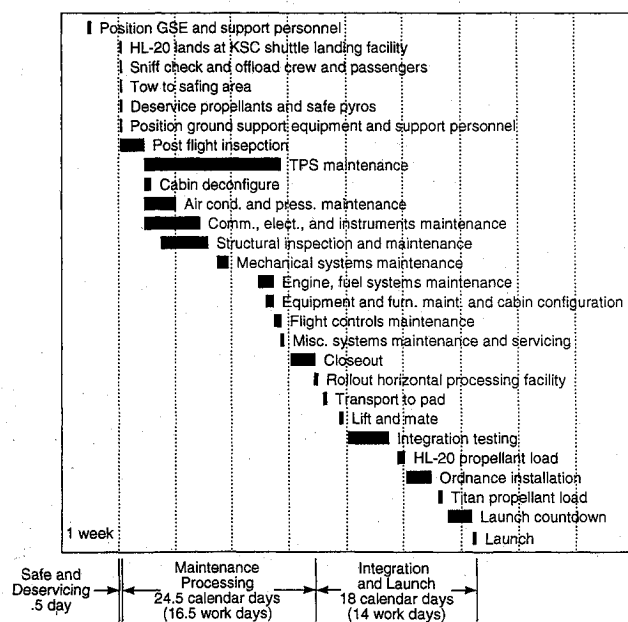 Position GSE and support personnel
HL-20 lands at KSC shuttle landing facility
Sniff check and offload crew and passengers
Tow to safing area
Deservice propellants and safe pyros
Position ground support equipment and support personnel
Post flight insepction
TPS maintenance
Cabin deconfigure
Air cond. and press. maintenance
Comm., elect., and instruments maintenance
Structural inspection and maintenance
Mechanical systems maintenance
Engine, fuel systems maintenance
Equipment and furn. maint. and cabin configuration
Flight controls maintenance
Misc. systems maintenance and servicing
Closeout
Rollout horizontal processing facility
Transport to pad
Lift and mate
Integration testing
HL-20 propellant load
Ordnance installation
Titan propellant load
Launch countdown
1 week
Launch
Safe and
Deservicing
.5 day
Maintenance
Processing
24.5 calendar days
(16.5 work days)
Integration
and Launch
18 calendar days
(14 work days)